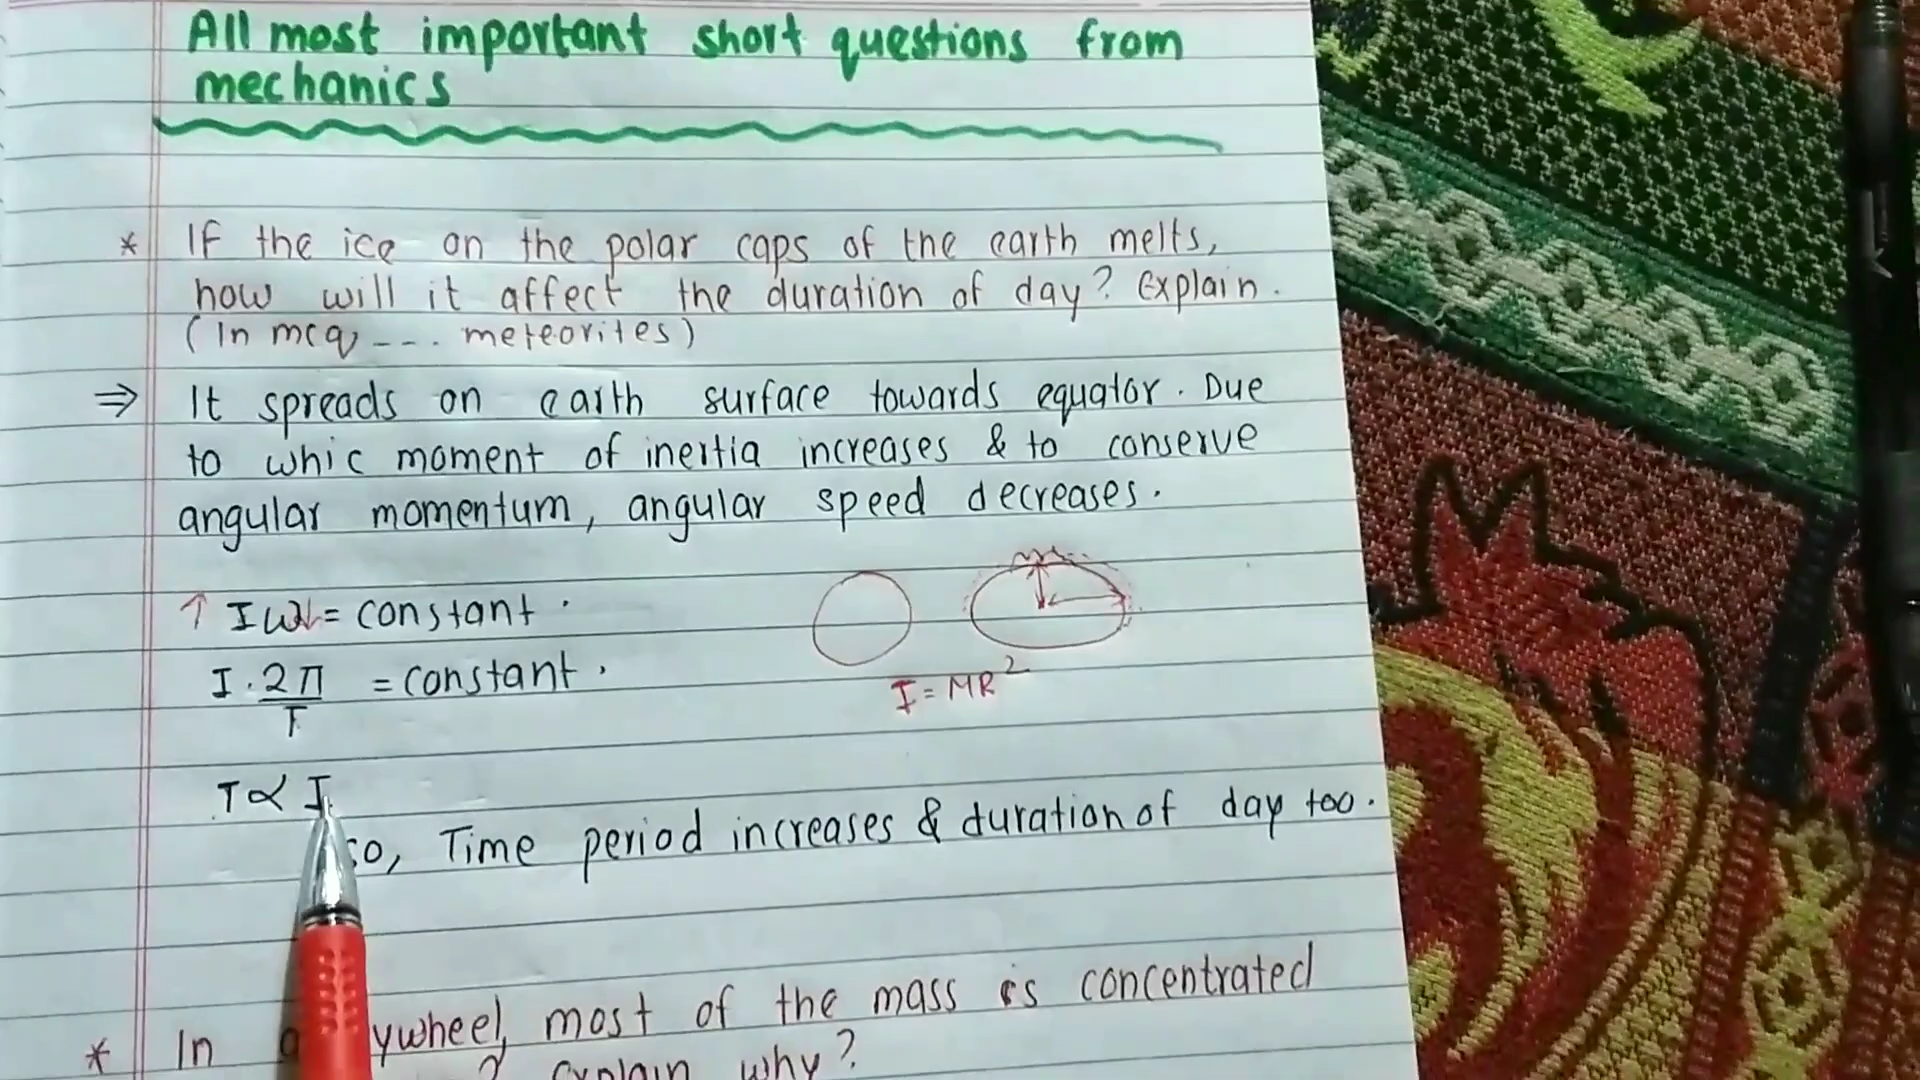 All most important short questions from
mechanics
* If the ice on the polar caps of the earth melts,
how will it affect the duration of day? Explain.
(In mcq --- meteorites)
⇒ It spreads on earth surface towards equator. Due
to whic moment of inertia increases & to conserve
angular momentum, angular speed decreases.
↑ Iω↓ = constant.
I . 2π/T = constant.
I = MR²
T ∝ I
so, Time period increases & duration of day too.
* In a ywheel, most of the mass is concentrated
? explain why?